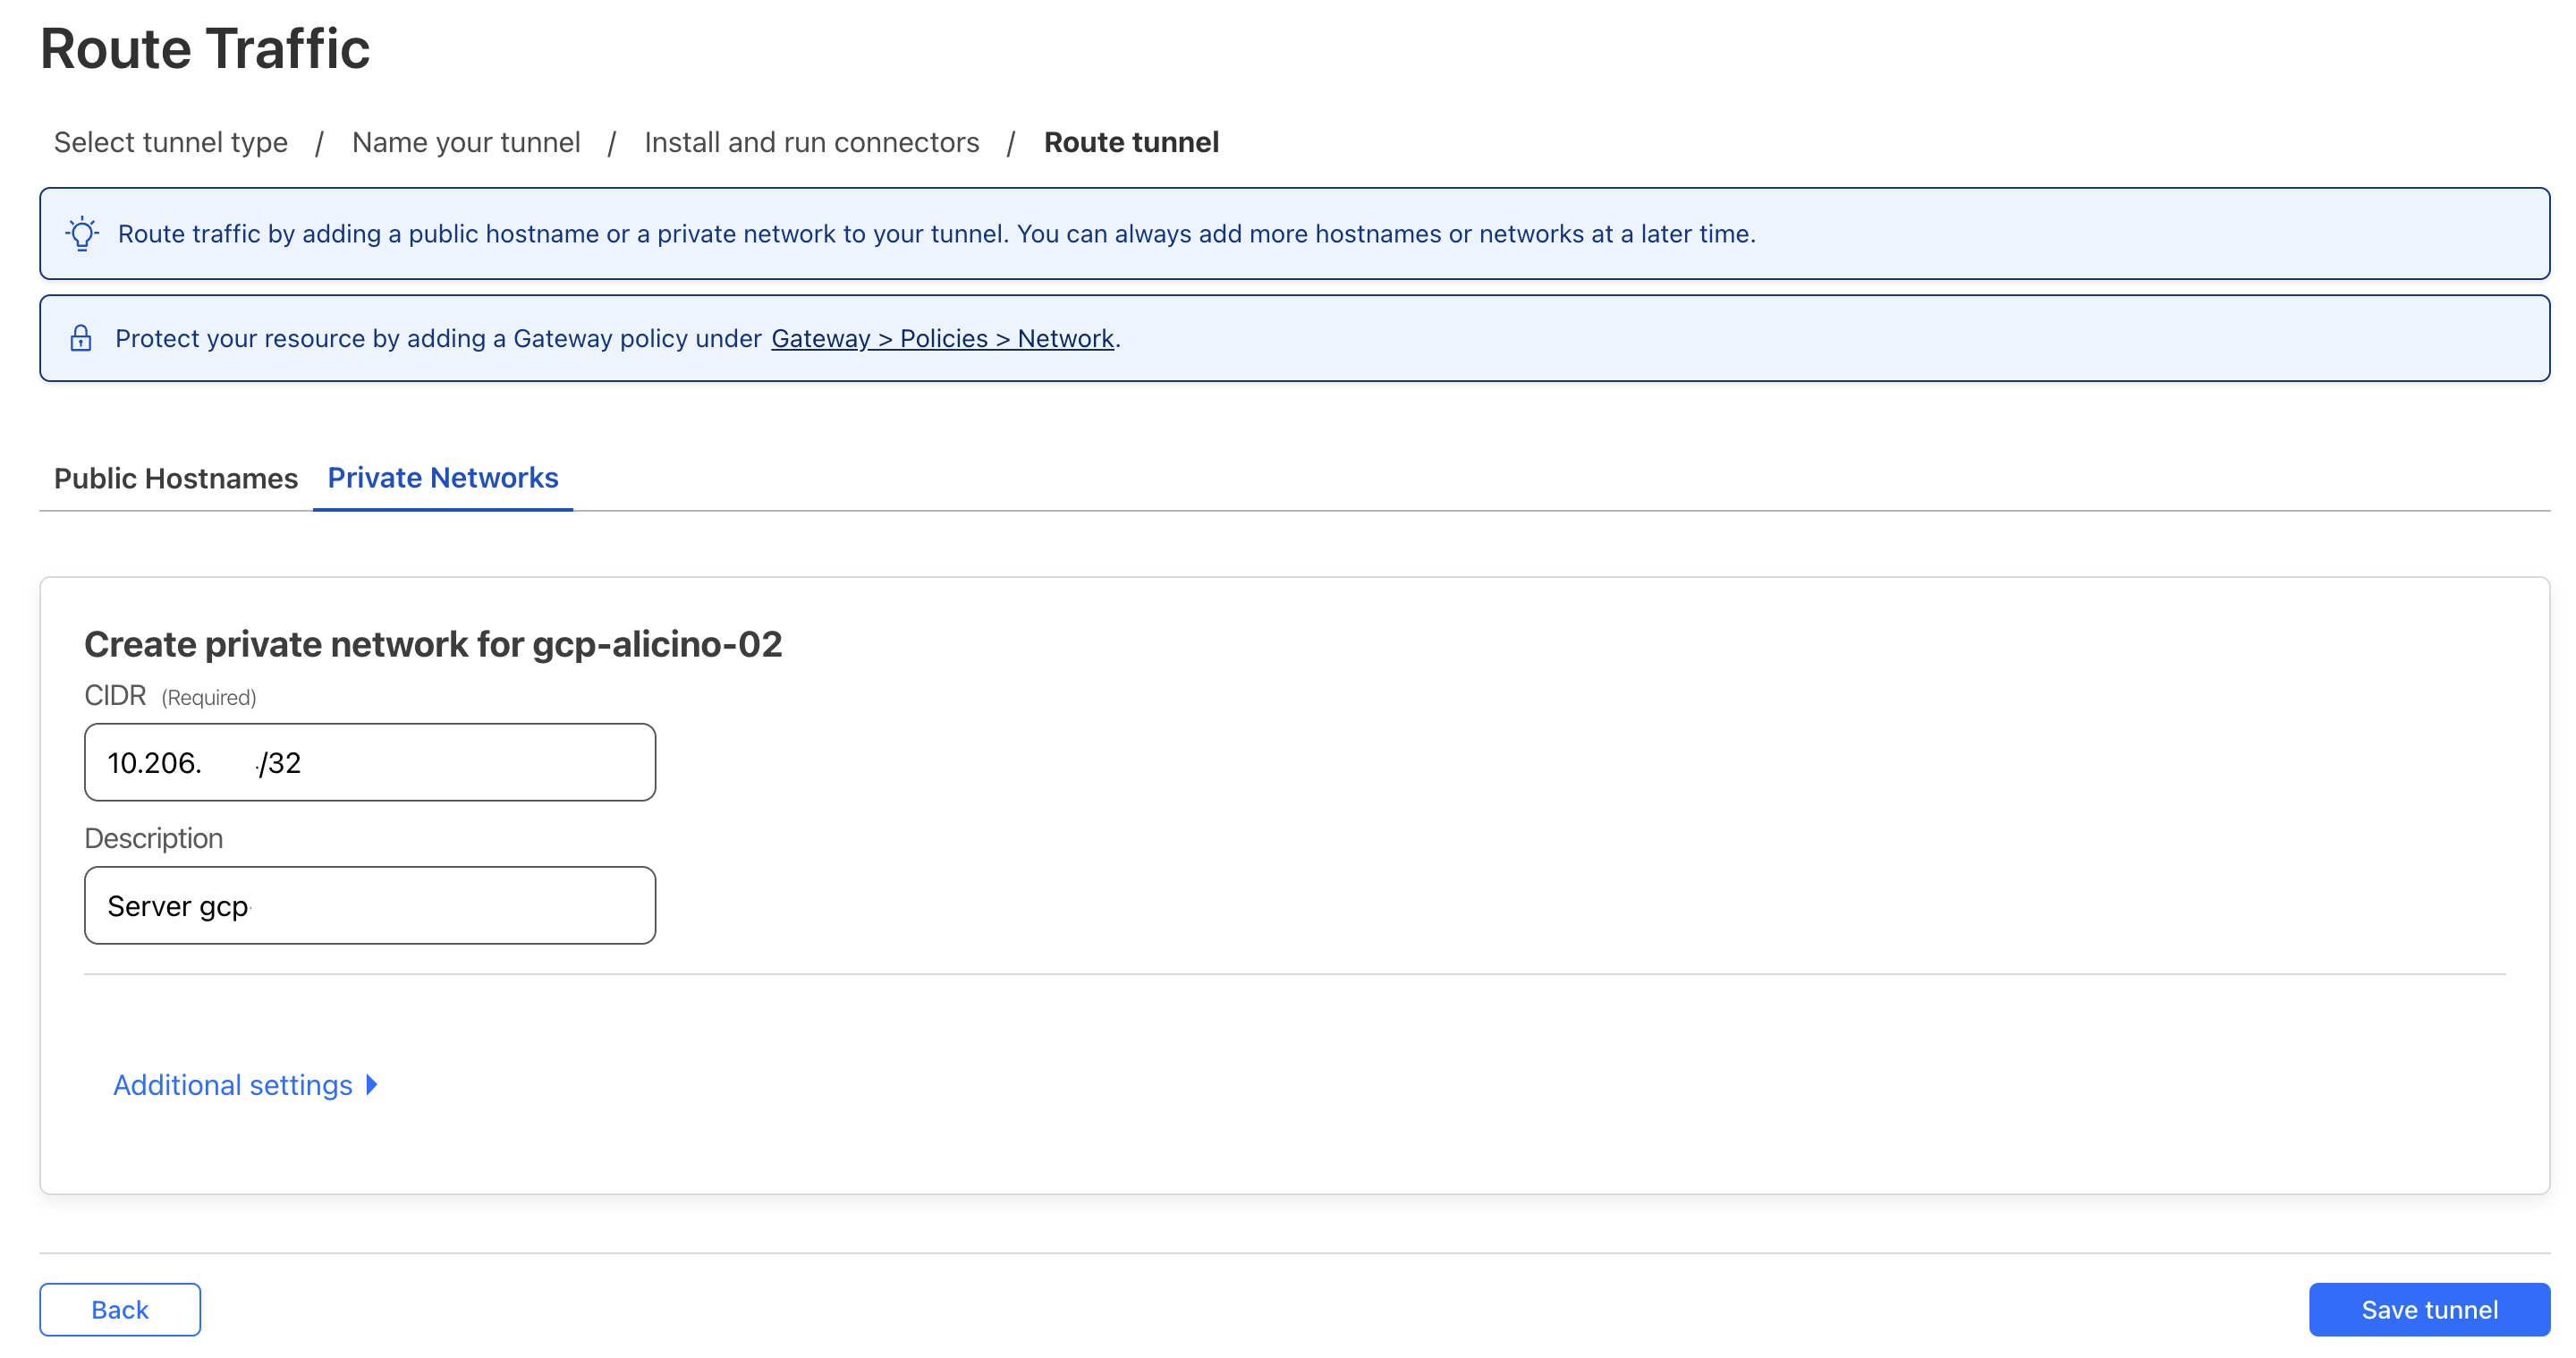 Route Traffic
Select tunnel type / Name your tunnel / Install and run connectors / Route tunnel
Route traffic by adding a public hostname or a private network to your tunnel. You can always add more hostnames or networks at a later time.
Protect your resource by adding a Gateway policy under Gateway > Policies > Network.
Public Hostnames Private Networks
Create private network for gcp-alicino-02
CIDR (Required)
10.206. /32
Description
Server gcp
Additional settings
Back Save tunnel